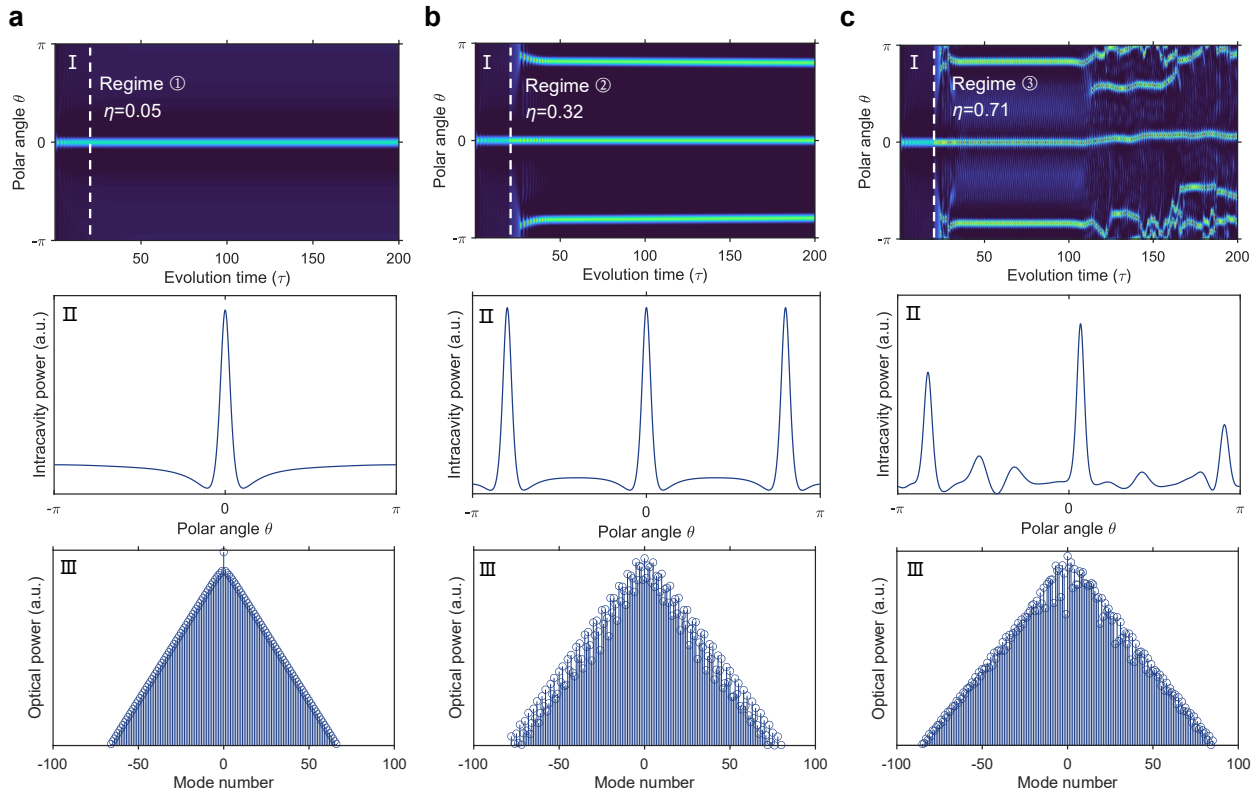 a
π
0
-π
Polar angle θ
I
Regime ①
η=0.05
50
100
150
200
Evolution time (τ)
II
Intracavity power (a.u.)
-π
0
π
Polar angle θ
III
Optical power (a.u.)
-100
-50
0
50
100
Mode number
b
π
0
-π
Polar angle θ
I
Regime ②
η=0.32
50
100
150
200
Evolution time (τ)
II
Intracavity power (a.u.)
-π
0
π
Polar angle θ
III
Optical power (a.u.)
-100
-50
0
50
100
Mode number
c
π
0
-π
Polar angle θ
I
Regime ③
η=0.71
50
100
150
200
Evolution time (τ)
II
Intracavity power (a.u.)
-π
0
π
Polar angle θ
III
Optical power (a.u.)
-100
-50
0
50
100
Mode number